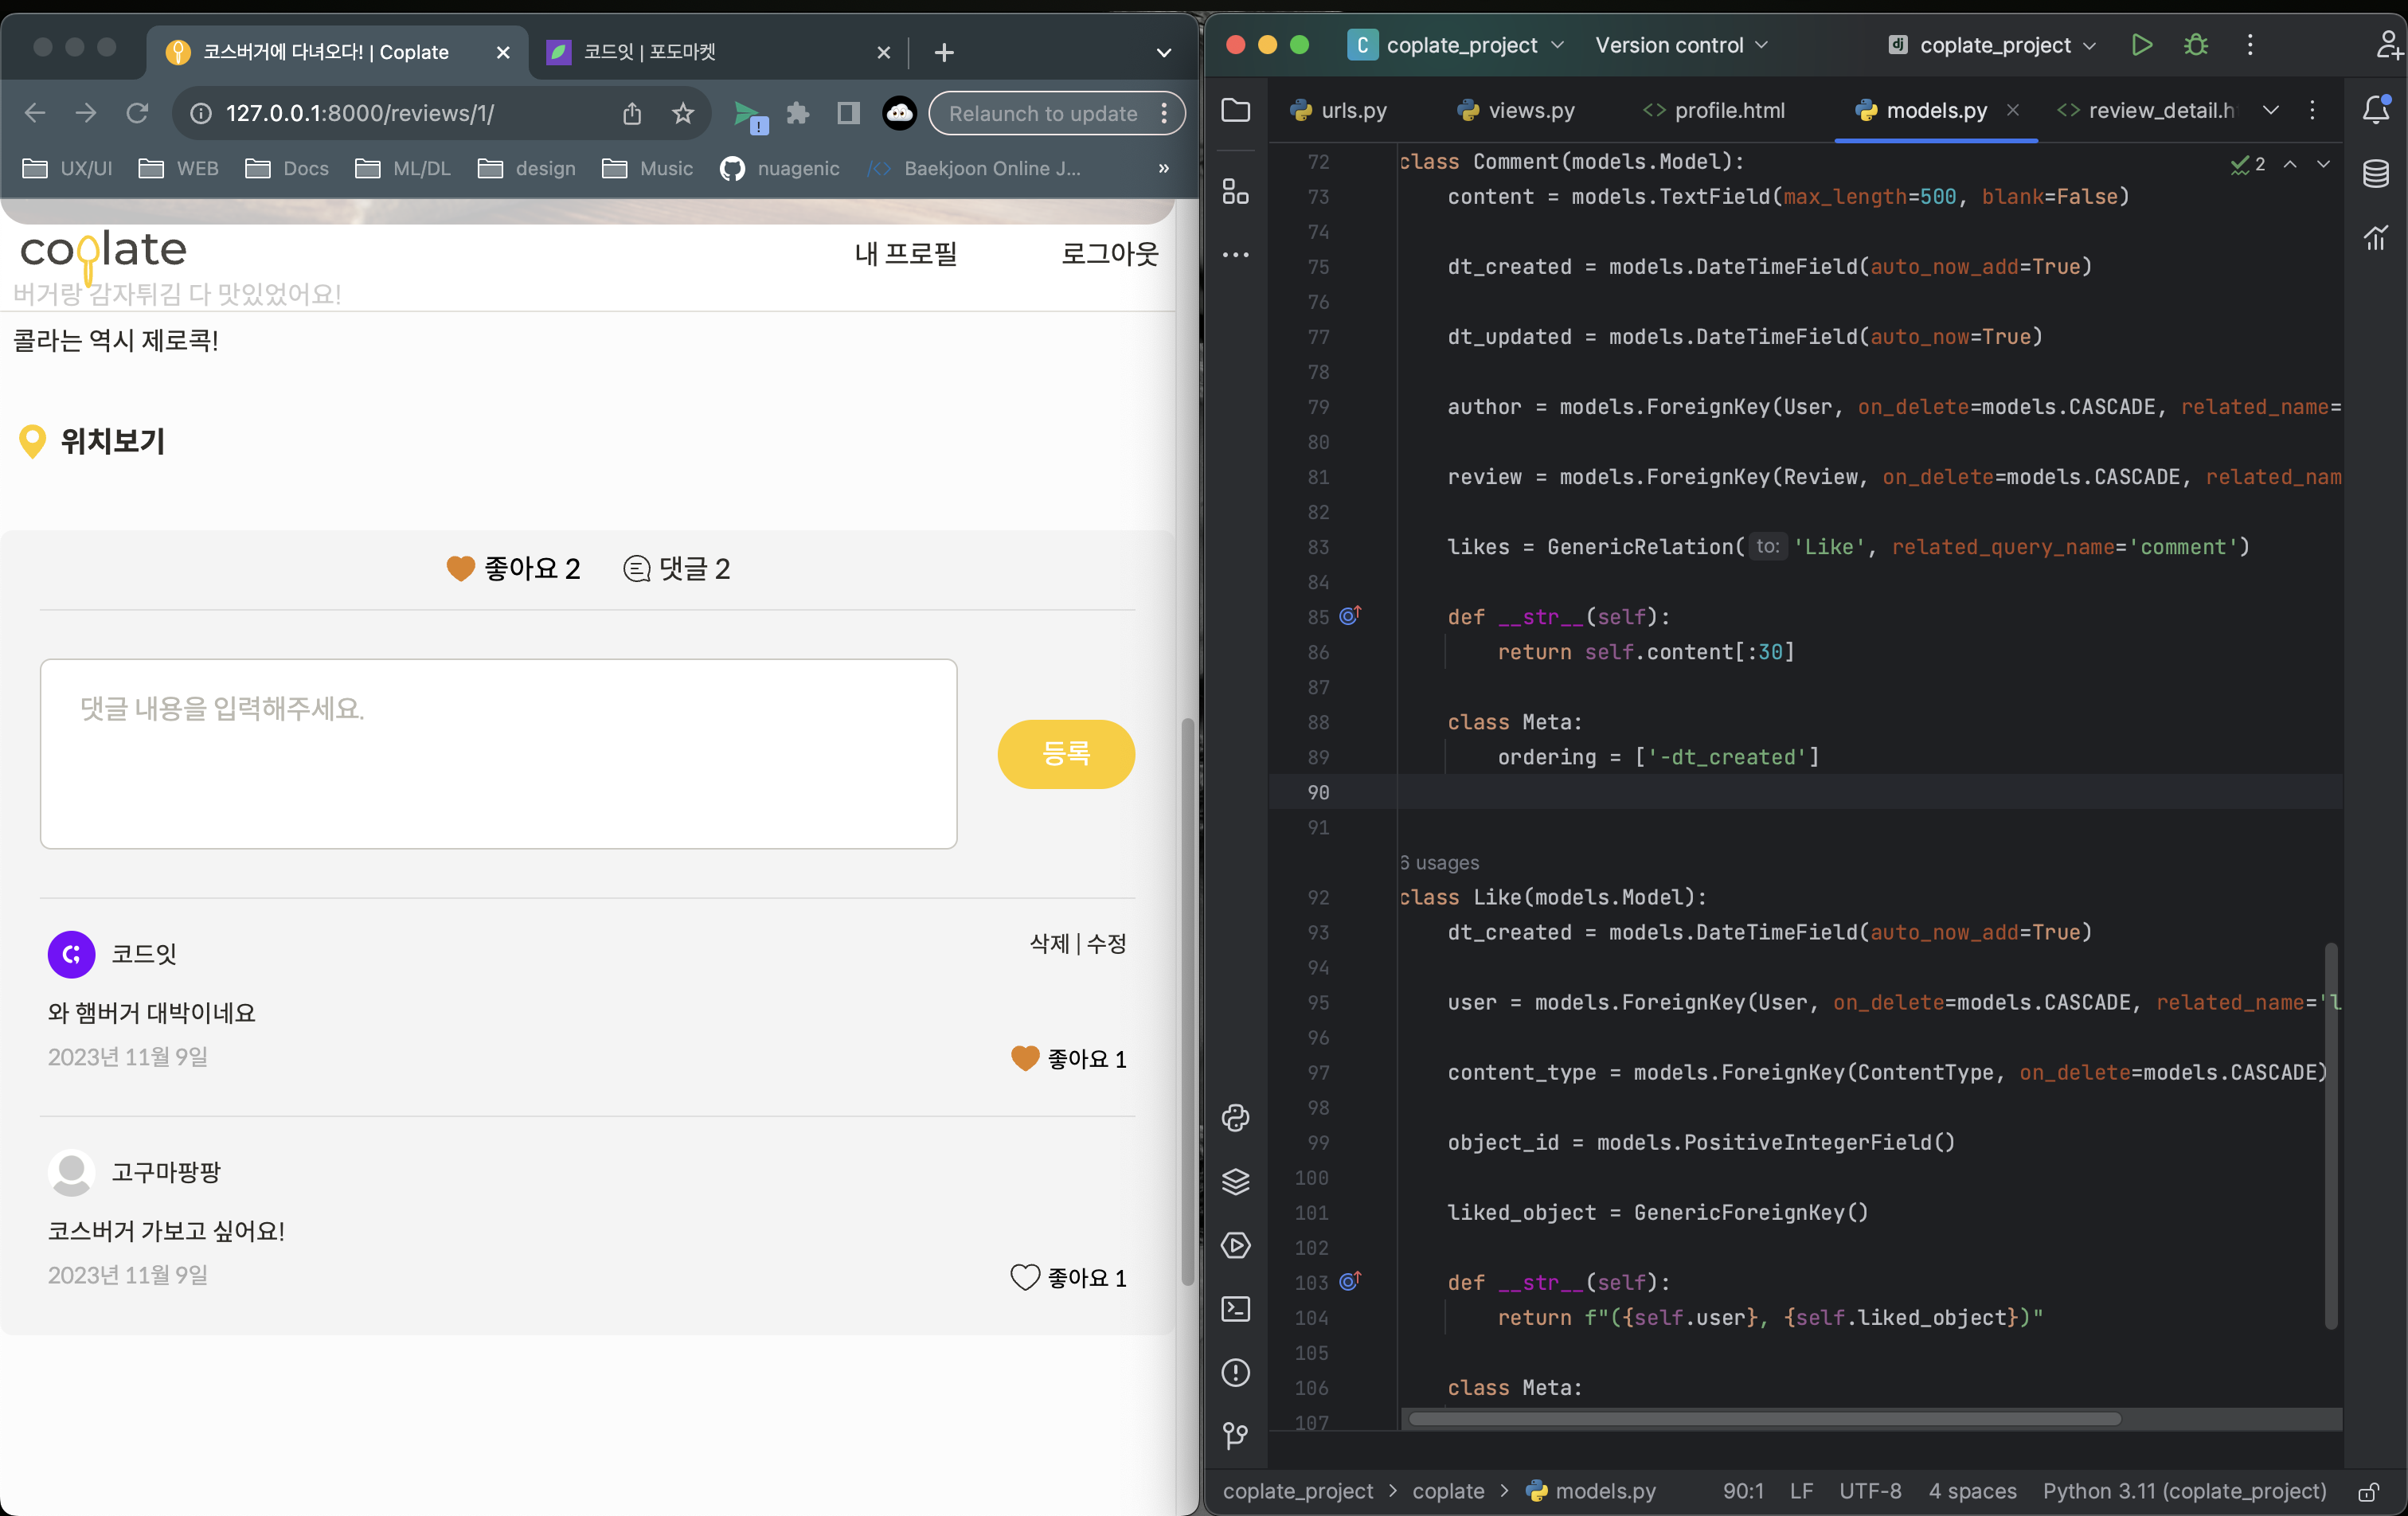 코스버거에 다녀오다! | Coplate
코드잇 | 포도마켓
127.0.0.1:8000/reviews/1/
Relaunch to update
UX/UI
WEB
Docs
ML/DL
design
Music
nuagenic
Baekjoon Online J...
»
coplate
내 프로필
로그아웃
버거랑 감자튀김 다 맛있었어요!
콜라는 역시 제로콕!
위치보기
좋아요 2
댓글 2
댓글 내용을 입력해주세요.
등록
코드잇
삭제 | 수정
와 햄버거 대박이네요
2023년 11월 9일
좋아요 1
고구마팡팡
코스버거 가보고 싶어요!
2023년 11월 9일
좋아요 1
C coplate_project
Version control
dj coplate_project
urls.py
views.py
<> profile.html
models.py
<> review_detail.h
2
72 class Comment(models.Model):
73 content = models.TextField(max_length=500, blank=False)
74
75 dt_created = models.DateTimeField(auto_now_add=True)
76
77 dt_updated = models.DateTimeField(auto_now=True)
78
79 author = models.ForeignKey(User, on_delete=models.CASCADE, related_name=
80
81 review = models.ForeignKey(Review, on_delete=models.CASCADE, related_nam
82
83 likes = GenericRelation( to: 'Like', related_query_name='comment')
84
85 def __str__(self):
86 return self.content[:30]
87
88 class Meta:
89 ordering = ['-dt_created']
90
91
6 usages
92 class Like(models.Model):
93 dt_created = models.DateTimeField(auto_now_add=True)
94
95 user = models.ForeignKey(User, on_delete=models.CASCADE, related_name='l
96
97 content_type = models.ForeignKey(ContentType, on_delete=models.CASCADE)
98
99 object_id = models.PositiveIntegerField()
100
101 liked_object = GenericForeignKey()
102
103 def __str__(self):
104 return f"({self.user}, {self.liked_object})"
105
106 class Meta:
107
coplate_project > coplate > models.py
90:1
LF
UTF-8
4 spaces
Python 3.11 (coplate_project)